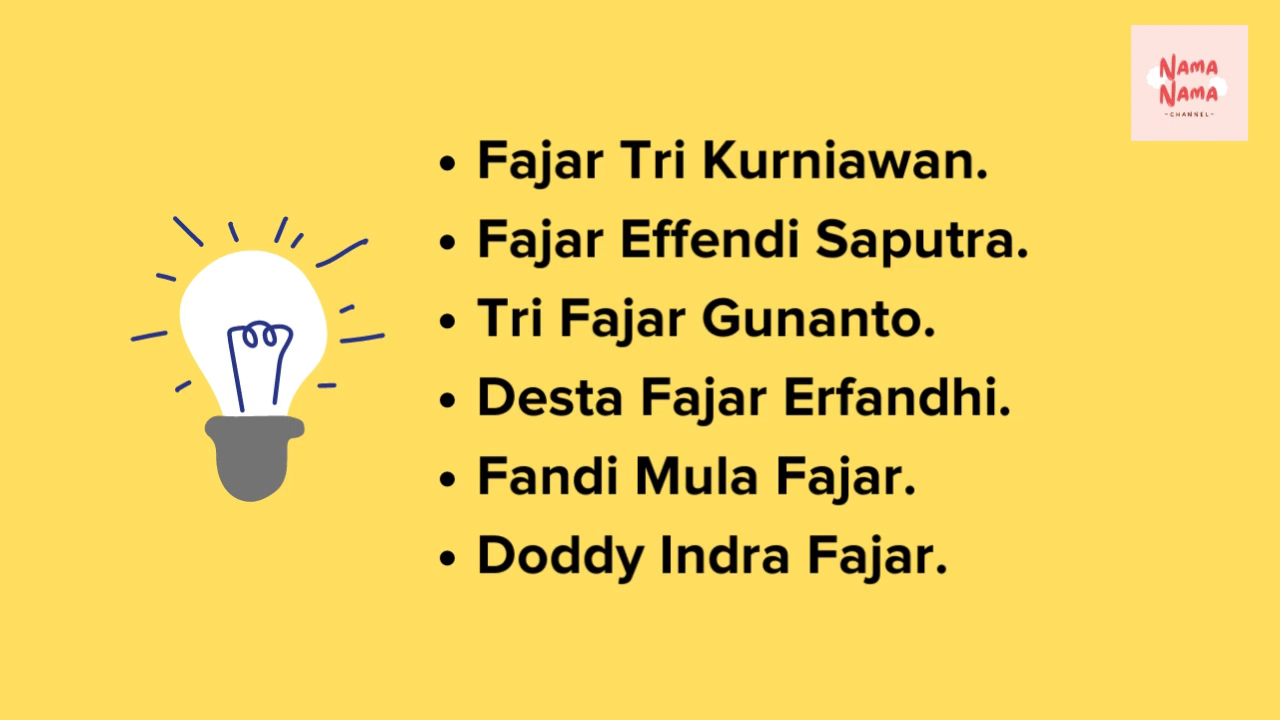 NAMA
NAMA
-CHANNEL-
• Fajar Tri Kurniawan.
• Fajar Effendi Saputra.
• Tri Fajar Gunanto.
• Desta Fajar Erfandhi.
• Fandi Mula Fajar.
• Doddy Indra Fajar.